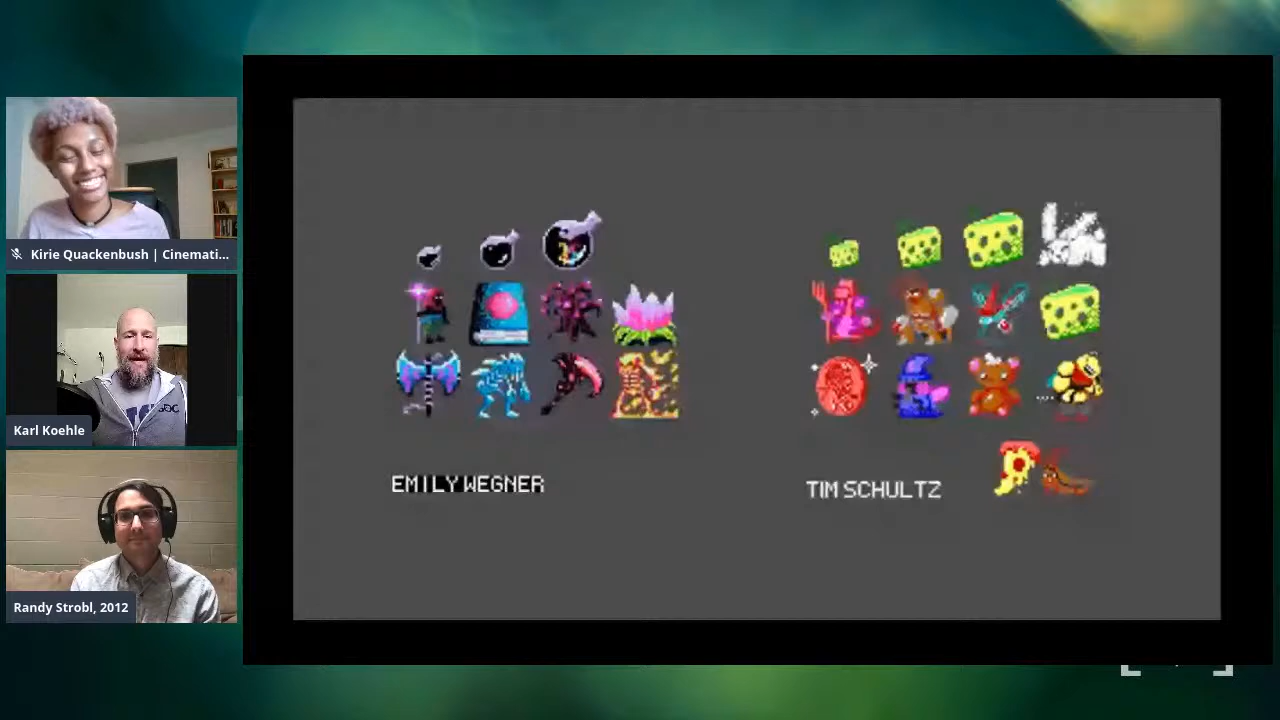 Kirie Quackenbush | Cinemati...
Karl Koehle
Randy Strobl, 2012
EMILY WEGNER
TIM SCHULTZ